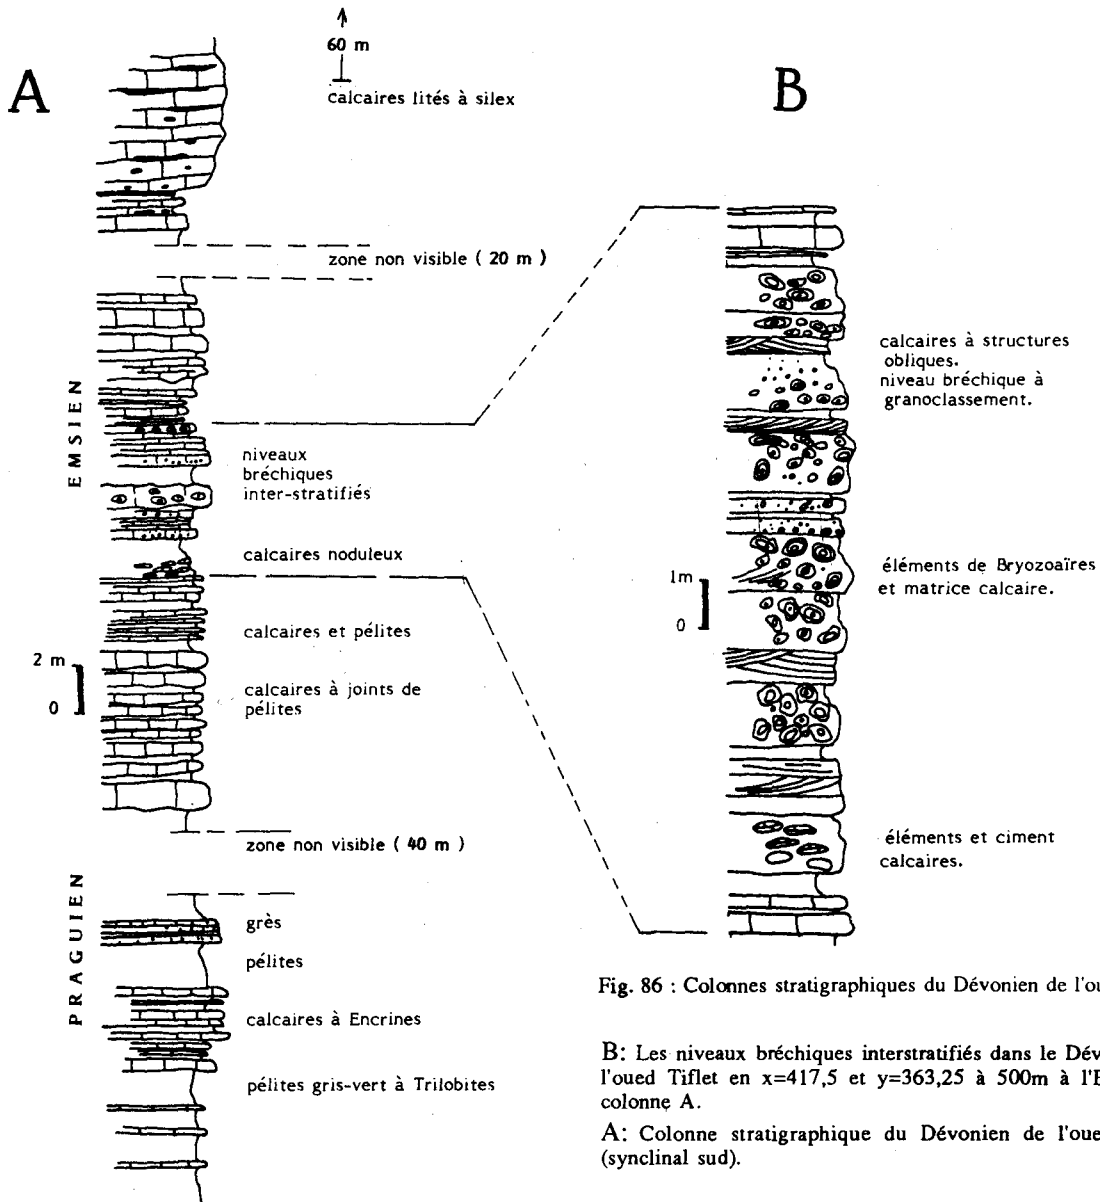 A
60 m
calcaires lités à silex
zone non visible ( 20 m )
EMSIEN
niveaux
bréchiques
inter-stratifiés
calcaires noduleux
calcaires et pélites
2 m
0
calcaires à joints de
pélites
zone non visible ( 40 m )
PRAGUIEN
grès
pélites
calcaires à Encrines
pélites gris-vert à Trilobites
B
calcaires à structures
obliques.
niveau bréchique à
granoclassement.
1m
0
éléments de Bryozoaïres
et matrice calcaire.
éléments et ciment
calcaires.
Fig. 86 : Colonnes stratigraphiques du Dévonien de l'ou
B: Les niveaux bréchiques interstratifiés dans le Dév
l'oued Tiflet en x=417,5 et y=363,25 à 500m à l'E
colonne A.
A: Colonne stratigraphique du Dévonien de l'oue
(synclinal sud).